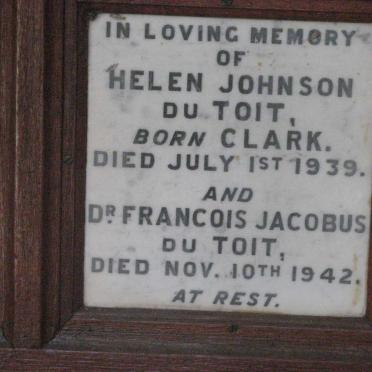 IN LOVING MEMORY
OF
HELEN JOHNSON
DU TOIT,
BORN CLARK.
DIED JULY 1ST 1939.
AND
DR FRANCOIS JACOBUS
DU TOIT,
DIED NOV. 10TH 1942.
AT REST.